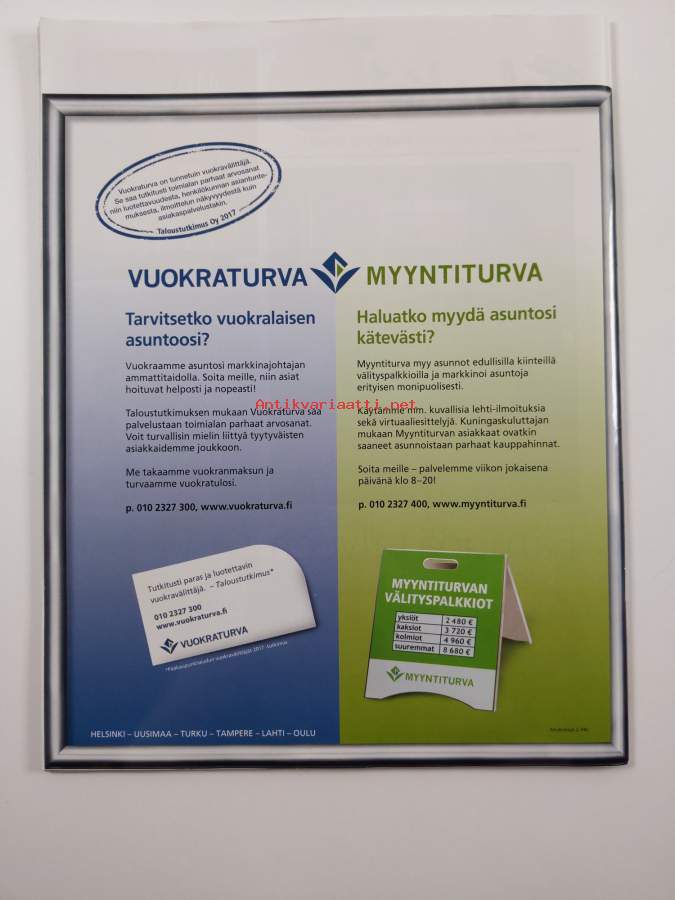 Vuokraturva on tunnetuin vuokravälittäjä.
Se saa tutkitusti toimialan parhaat arvosanat
niin luotettavuudesta, henkilökunnan asiantunte-
muksesta, ilmoittelun näkyvyydestä kuin
asiakaspalvelustakin.
Taloustutkimus Oy 2017
VUOKRATURVA MYYNTITURVA
Tarvitsetko vuokralaisen
asuntoosi?
Vuokraamme asuntosi markkinajohtajan
ammattitaidolla. Soita meille, niin asiat
hoituvat helposti ja nopeasti!
Taloustutkimuksen mukaan Vuokraturva saa
palvelustaan toimialan parhaat arvosanat.
Voit turvallisin mielin liittyä tyytyväisten
asiakkaidemme joukkoon.
Me takaamme vuokranmaksun ja
turvaamme vuokratulosi.
p. 010 2327 300, www.vuokraturva.fi
Haluatko myydä asuntosi
kätevästi?
Myyntiturva myy asunnot edullisilla kiinteillä
välityspalkkioilla ja markkinoi asuntoja
erityisen monipuolisesti.
Käytämme mm. kuvallisia lehti-ilmoituksia
sekä virtuaaliesittelyjä. Kuningaskuluttajan
mukaan Myyntiturvan asiakkaat ovatkin
saaneet asunnoistaan parhaat kauppahinnat.
Soita meille – palvelemme viikon jokaisena
päivänä klo 8–20!
p. 010 2327 400, www.myyntiturva.fi
Antikvariaatti.net
Tutkitusti paras ja luotettavin
vuokravälittäjä. – Taloustutkimus*
010 2327 300
www.vuokraturva.fi
VUOKRATURVA
MYYNTITURVAN
VÄLITYSPALKKIOT
yksiöt 2 480 €
kaksiot 3 720 €
kolmiot 4 960 €
suuremmat 8 680 €
MYYNTITURVA
HELSINKI – UUSIMAA – TURKU – TAMPERE – LAHTI – OULU